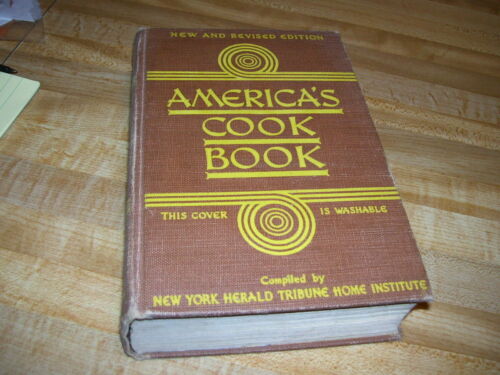 NEW AND REVISED EDITION
AMERICA'S
COOK
BOOK
THIS COVER IS WASHABLE
Compiled by
NEW YORK HERALD TRIBUNE HOME INSTITUTE